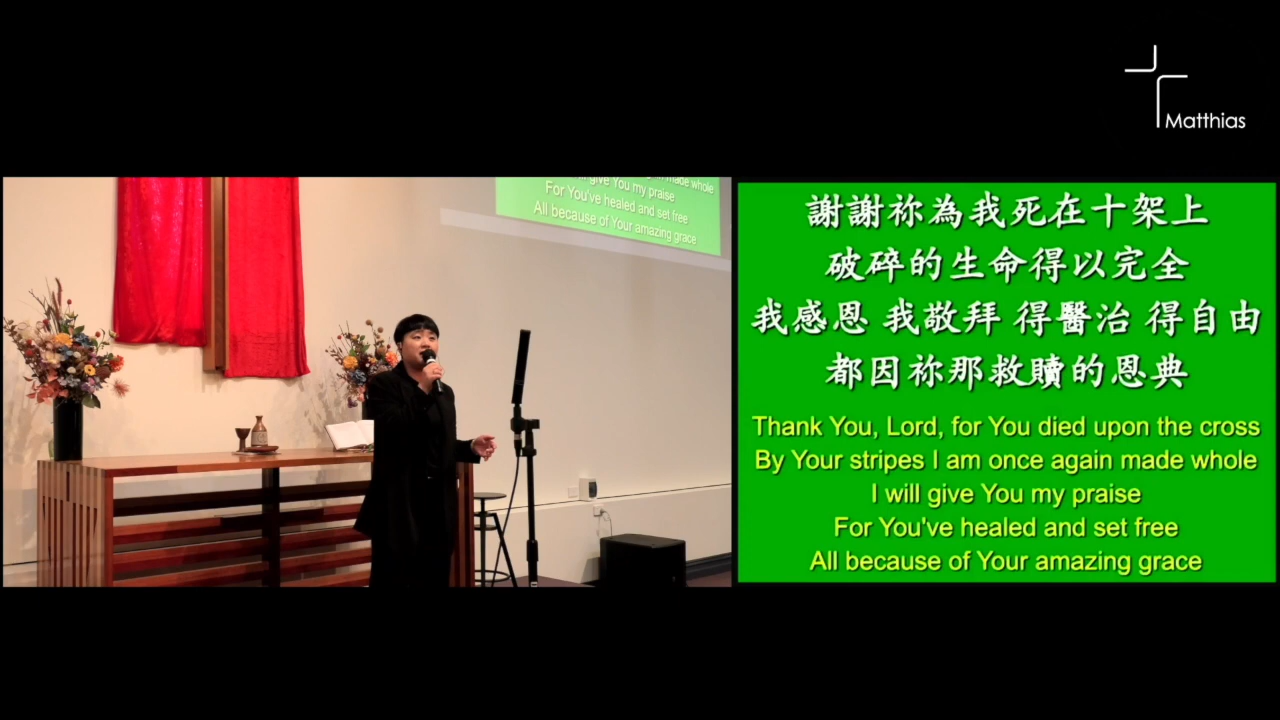 Matthias
will give You my praise
made whole
For You've healed and set free
All because of Your amazing grace
謝謝祢為我死在十架上
破碎的生命得以完全
我感恩 我敬拜 得醫治 得自由
都因祢那救贖的恩典
Thank You, Lord, for You died upon the cross
By Your stripes I am once again made whole
I will give You my praise
For You've healed and set free
All because of Your amazing grace